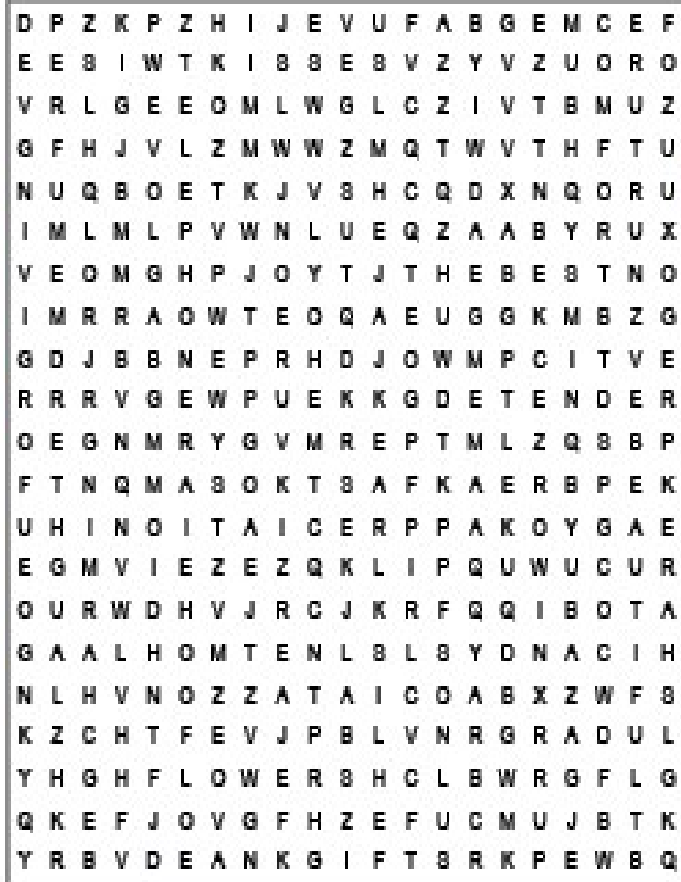 D P Z K P Z H I J E V U F A B G E M C E F
E E S I W T K I S S E S V Z Y V Z U O R O
V R L G E E O M L W G L C Z I V T B M U Z
G F H J V L Z M W W Z M Q T W V T H F T U
N U Q B O E T K J V S H C Q D X N Q O R U
I M L M L P V W N L U E Q Z A A B Y R U X
V E O M G H P J O Y T J T H E B E S T N O
I M R R A O W T E O Q A E U G G K M B Z G
G D J B B N E P R H D J O W M P C I T V E
R R R V G E W P U E K K G D E T E N D E R
O E G N M R Y G V M R E P T M L Z Q S B P
F T N Q M A S O K T S A F K A E R B P E K
U H I N O I T A I C E R P P A K O Y G A E
E G M V I E Z E Z Q K L I P Q U W U C U R
O U R W D H V J R C J K R F Q Q I B O T A
G A A L H O M T E N L S L S Y D N A C I H
N L H V N O Z Z A T A I C O A B X Z W F S
K Z C H T F E V J P B L V N R G R A D U L
Y H G H F L O W E R S H C L B W R G F L G
Q K E F J O V G F H Z E F U C M U J B T K
Y R B V D E A N K G I F T S R K P E W B Q